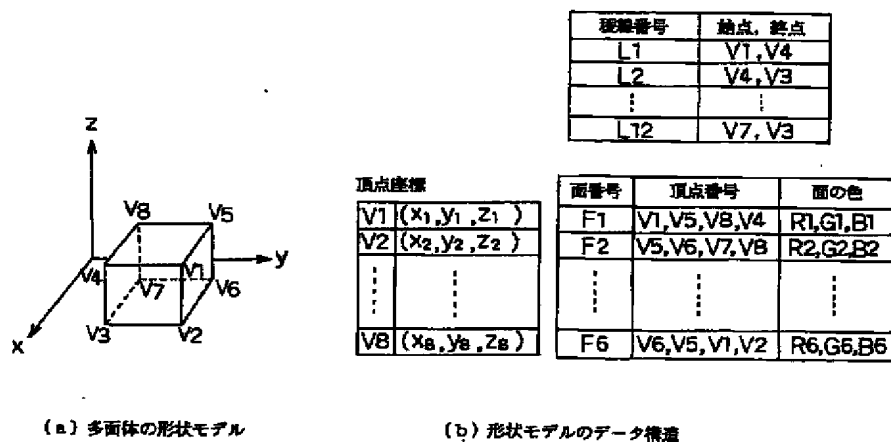 稜線番号 始点，終点
L1 V1,V4
L2 V4,V3
L12 V7,V3
z
V8 V5
V4 V1 y
V7 V6
V3 V2
x
頂点座標
V1 (x1,y1,z1)
V2 (x2,y2,z2)
V8 (x8,y8,z8)
面番号 頂点番号 面の色
F1 V1,V5,V8,V4 R1,G1,B1
F2 V5,V6,V7,V8 R2,G2,B2
F6 V6,V5,V1,V2 R6,G6,B6
(a) 多面体の形状モデル
(b) 形状モデルのデータ構造